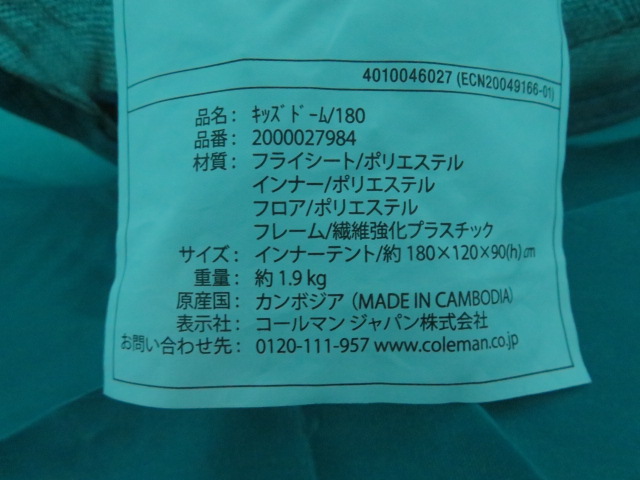 4010046027 (ECN20049166-01)
品名： ｷｯｽﾞﾄﾞｰﾑ/180
品番： 2000027984
材質： フライシート/ポリエステル
インナー/ポリエステル
フロア/ポリエステル
フレーム/繊維強化プラスチック
サイズ： インナーテント/約180×120×90(h)㎝
重量： 約1.9kg
原産国： カンボジア (MADE IN CAMBODIA)
表示社： コールマン ジャパン株式会社
お問い合わせ先： 0120-111-957 www.coleman.co.jp